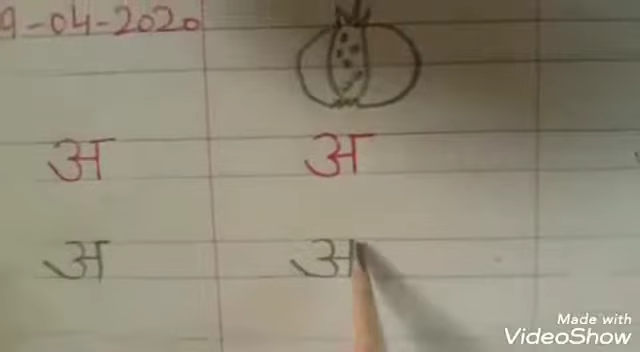 9-04-2020
अ अ
अ अ
Made with
VideoShow